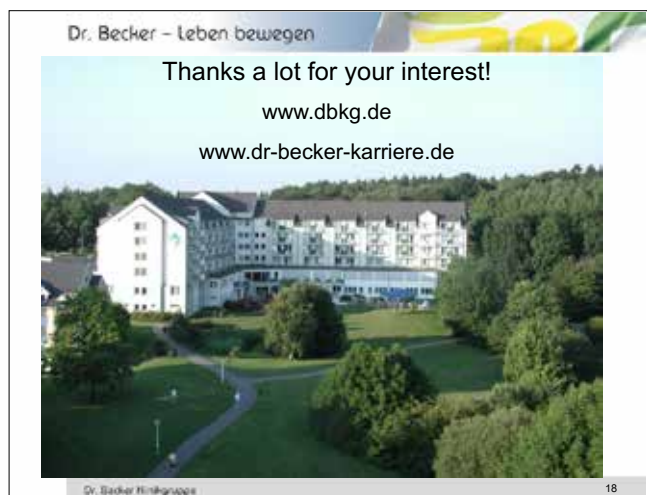 Dr. Becker – Leben bewegen
Thanks a lot for your interest!
www.dbkg.de
www.dr-becker-karriere.de
Dr. Becker Klinikgruppe
18